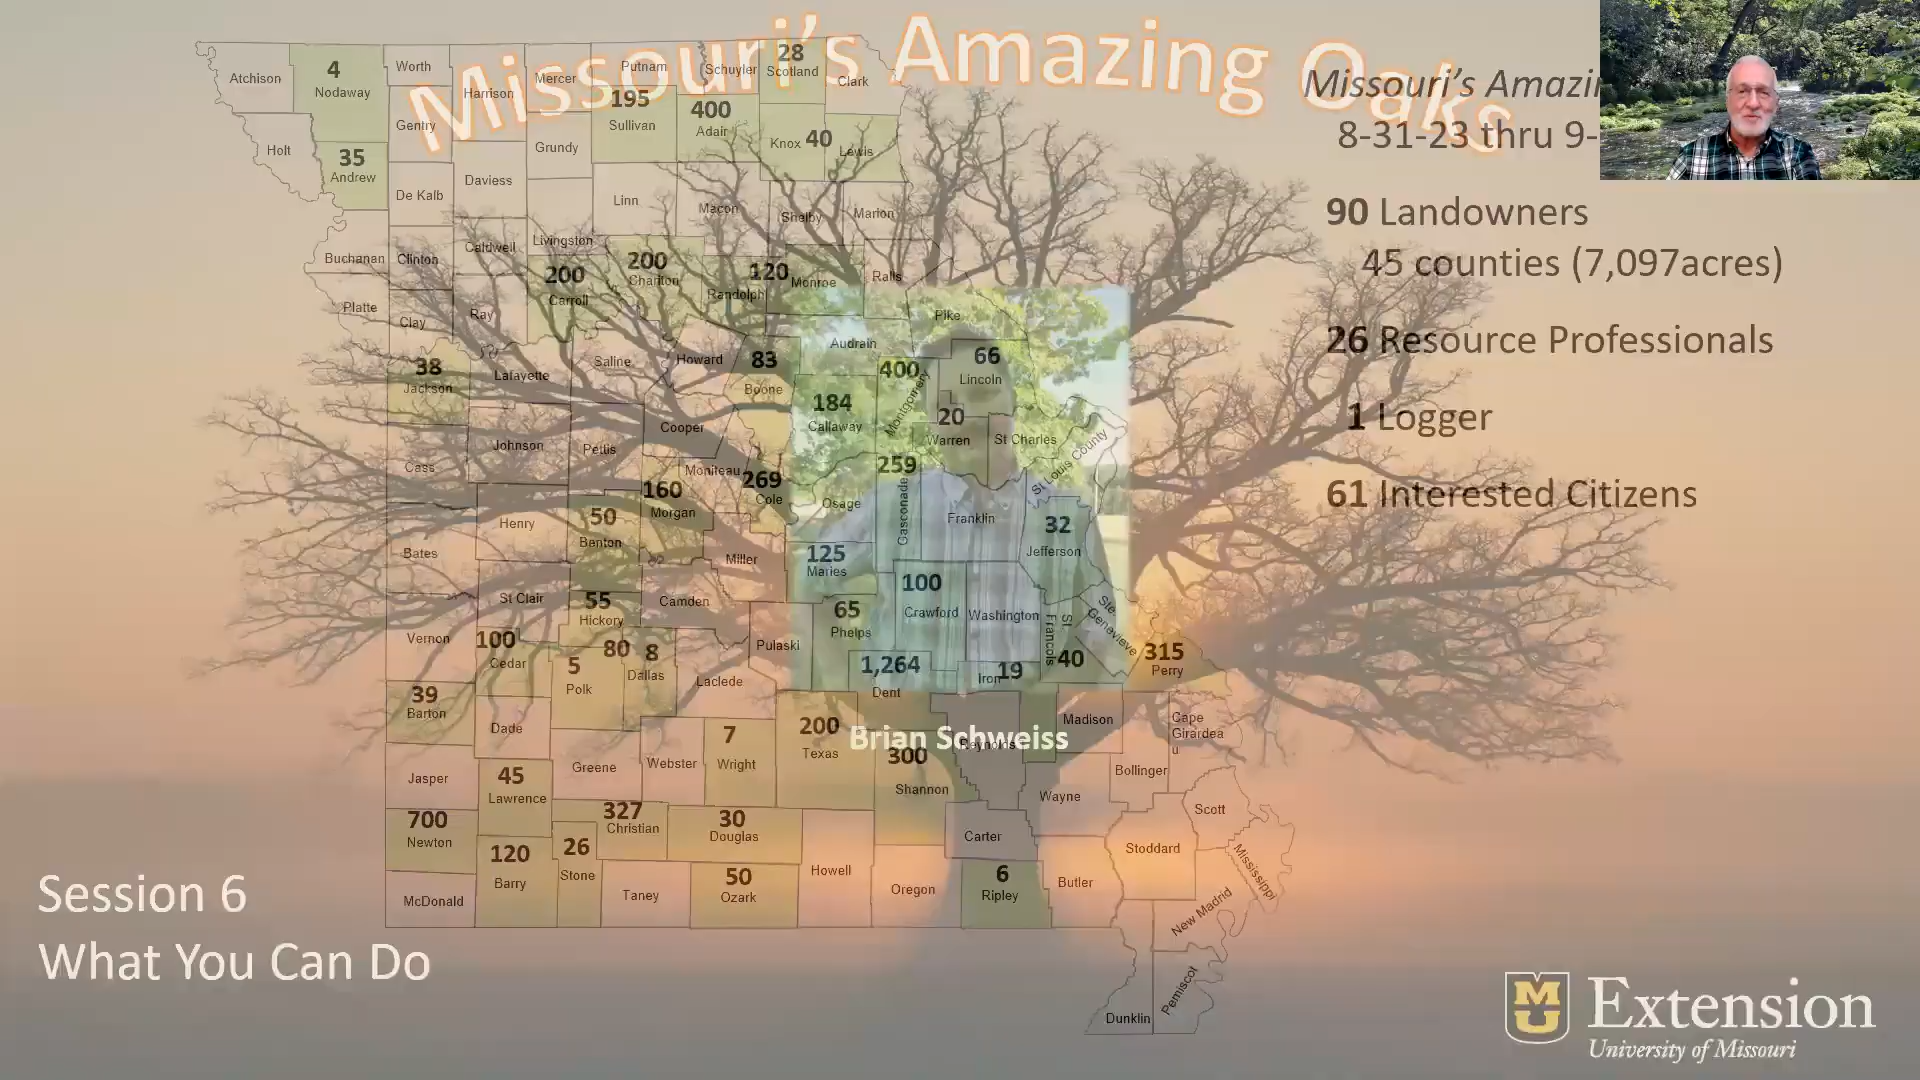 Missouri's Amazing Oaks
Missouri's Amazi
8-31-23 thru 9-
90 Landowners
45 counties (7,097acres)
26 Resource Professionals
1 Logger
61 Interested Citizens
Atchison
4
Nodaway
Worth
Mercer
Putnam
Schuyler
28
Scotland
Clark
Harrison
195
Sullivan
400
Adair
Knox 40
Lewis
Gentry
Holt
35
Andrew
Grundy
De Kalb
Daviess
Linn
Macon
Shelby
Marion
Buchanan
Clinton
Caldwell
Livingston
200
Carroll
200
Chariton
120
Randolph
Monroe
Ralls
Platte
Clay
Ray
Pike
Audrain
38
Jackson
Lafayette
Saline
Howard
83
Boone
400
Montgomery
66
Lincoln
184
Callaway
20
Warren
St Charles
St Louis County
Cass
Johnson
Pettis
Cooper
Moniteau
160
Morgan
269
Cole
Osage
259
Gasconade
Franklin
32
Jefferson
Bates
Henry
50
Benton
Miller
125
Maries
100
Crawford
Washington
St. Francois
40
Ste. Genevieve
315
Perry
Vernon
St Clair
55
Hickory
Camden
65
Phelps
Pulaski
100
Cedar
5
Polk
80
8
Dallas
Laclede
1,264
Dent
Iron
19
39
Barton
Dade
Greene
Webster
7
Wright
200
Texas
300
Shannon
Reynolds
Madison
Cape
Girardea
u
Brian Schweiss
Jasper
45
Lawrence
Bollinger
Wayne
Scott
700
Newton
327
Christian
30
Douglas
Carter
Stoddard
Mississippi
120
Barry
26
Stone
Taney
50
Ozark
Howell
Oregon
6
Ripley
Butler
New Madrid
McDonald
Pemiscot
Dunklin
Session 6
What You Can Do
MU
Extension
University of Missouri